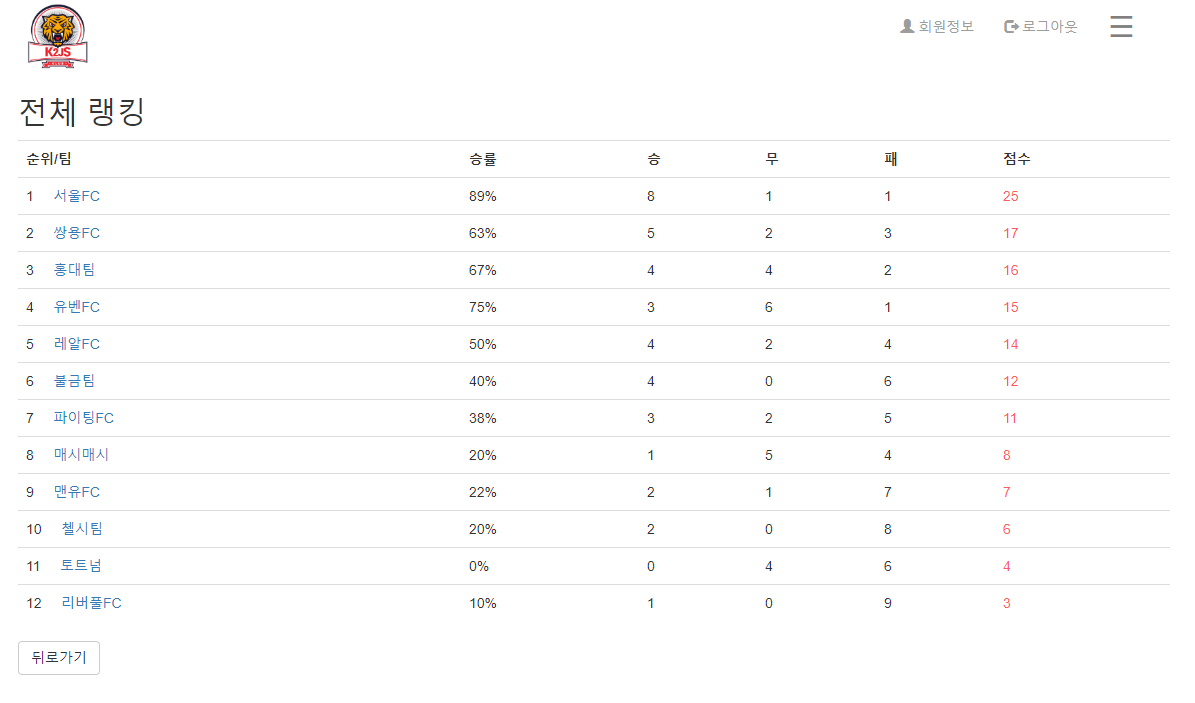 K2JS
회원정보 로그아웃
전체 랭킹
순위/팀 승률 승 무 패 점수
1 서울FC 89% 8 1 1 25
2 쌍용FC 63% 5 2 3 17
3 홍대팀 67% 4 4 2 16
4 유벤FC 75% 3 6 1 15
5 레알FC 50% 4 2 4 14
6 불금팀 40% 4 0 6 12
7 파이팅FC 38% 3 2 5 11
8 매시매시 20% 1 5 4 8
9 맨유FC 22% 2 1 7 7
10 첼시팀 20% 2 0 8 6
11 토트넘 0% 0 4 6 4
12 리버풀FC 10% 1 0 9 3
뒤로가기